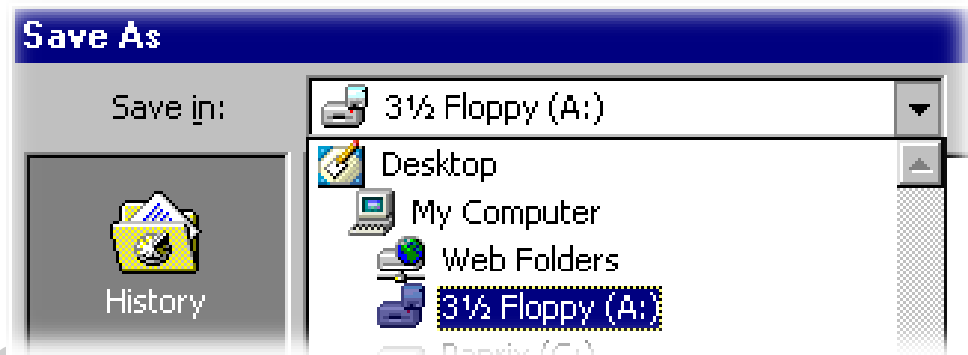 Save As
Save in:
3½ Floppy (A:)
Desktop
My Computer
Web Folders
3½ Floppy (A:)
History
(C:)